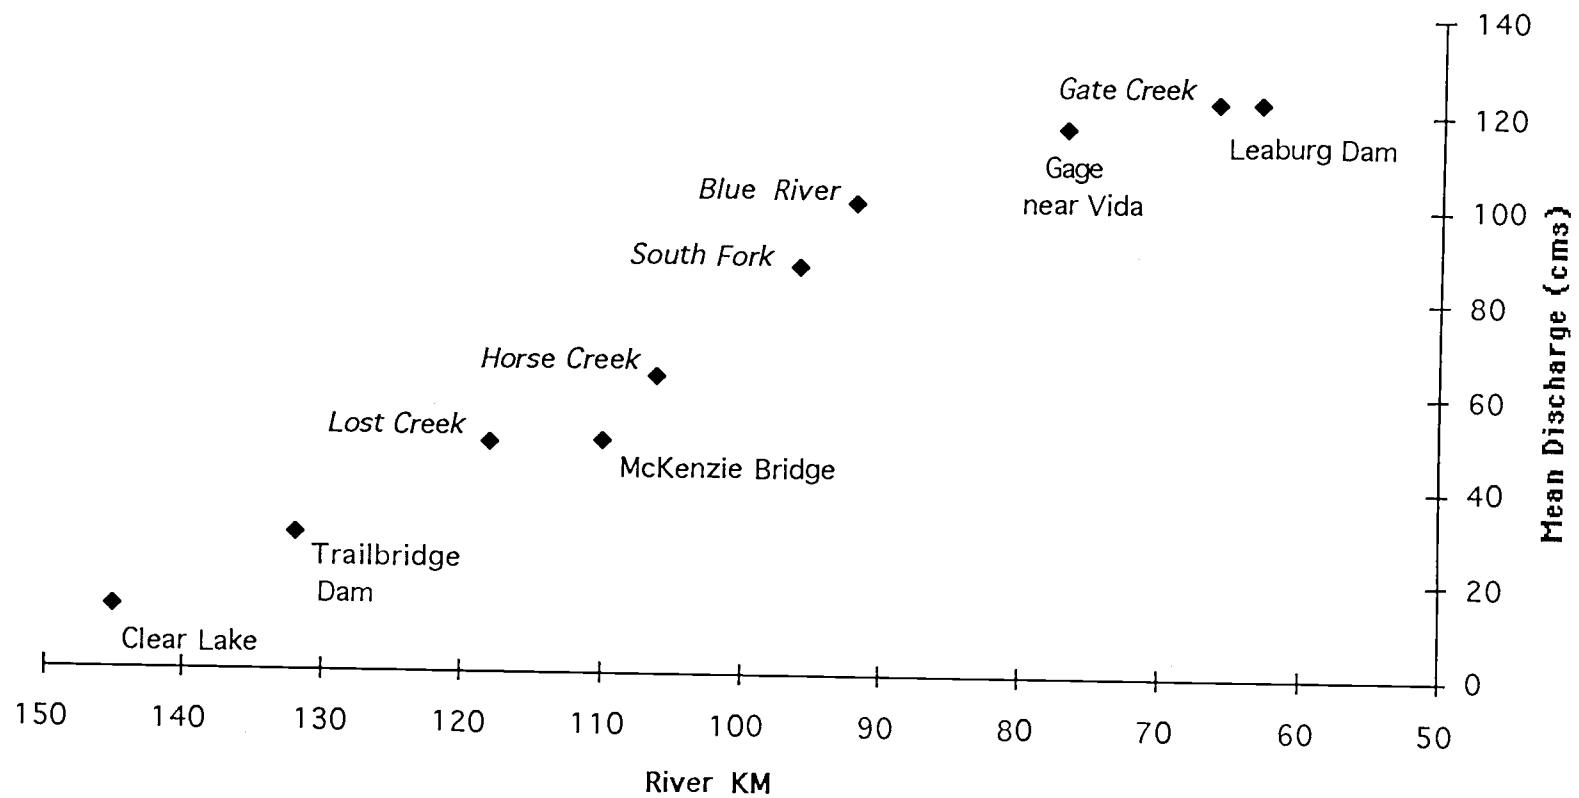 140
Gate Creek
120
Leaburg Dam
Gage
near Vida
Blue River
100
South Fork
80
Horse Creek
60
Lost Creek
McKenzie Bridge
40
Trailbridge
Dam
20
Clear Lake
0
150 140 130 120 110 100 90 80 70 60 50
River KM
Mean Discharge (cms)